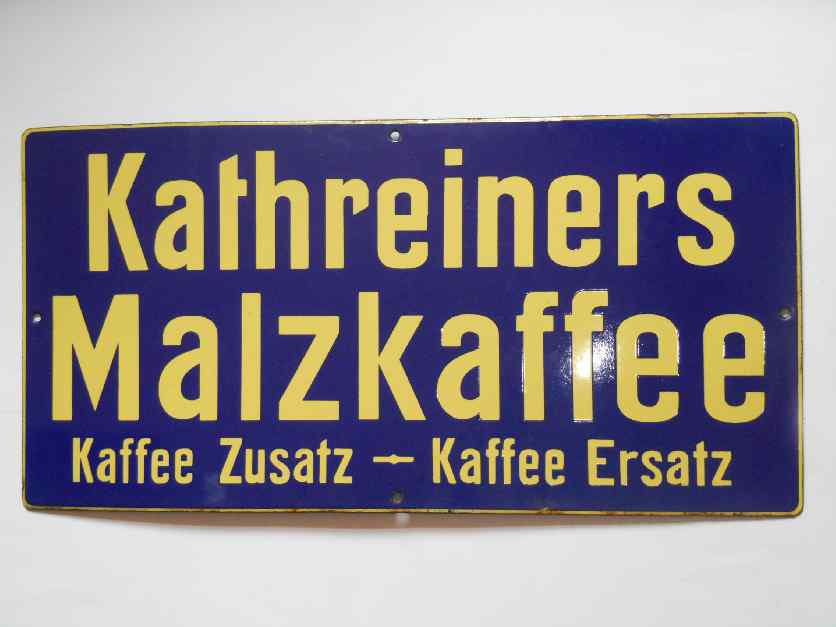 Kathreiners
Malzkaffee
Kaffee Zusatz - Kaffee Ersatz